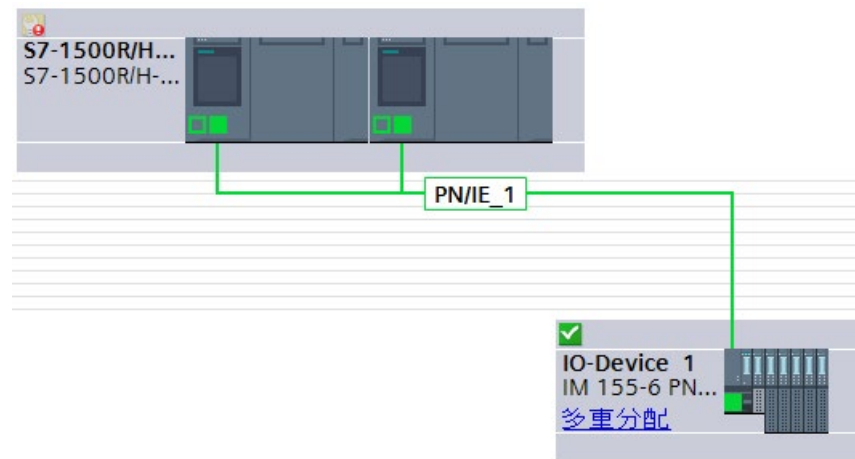 S7-1500R/H...
S7-1500R/H-...
PN/IE_1
IO-Device_1
IM 155-6 PN...
多重分配